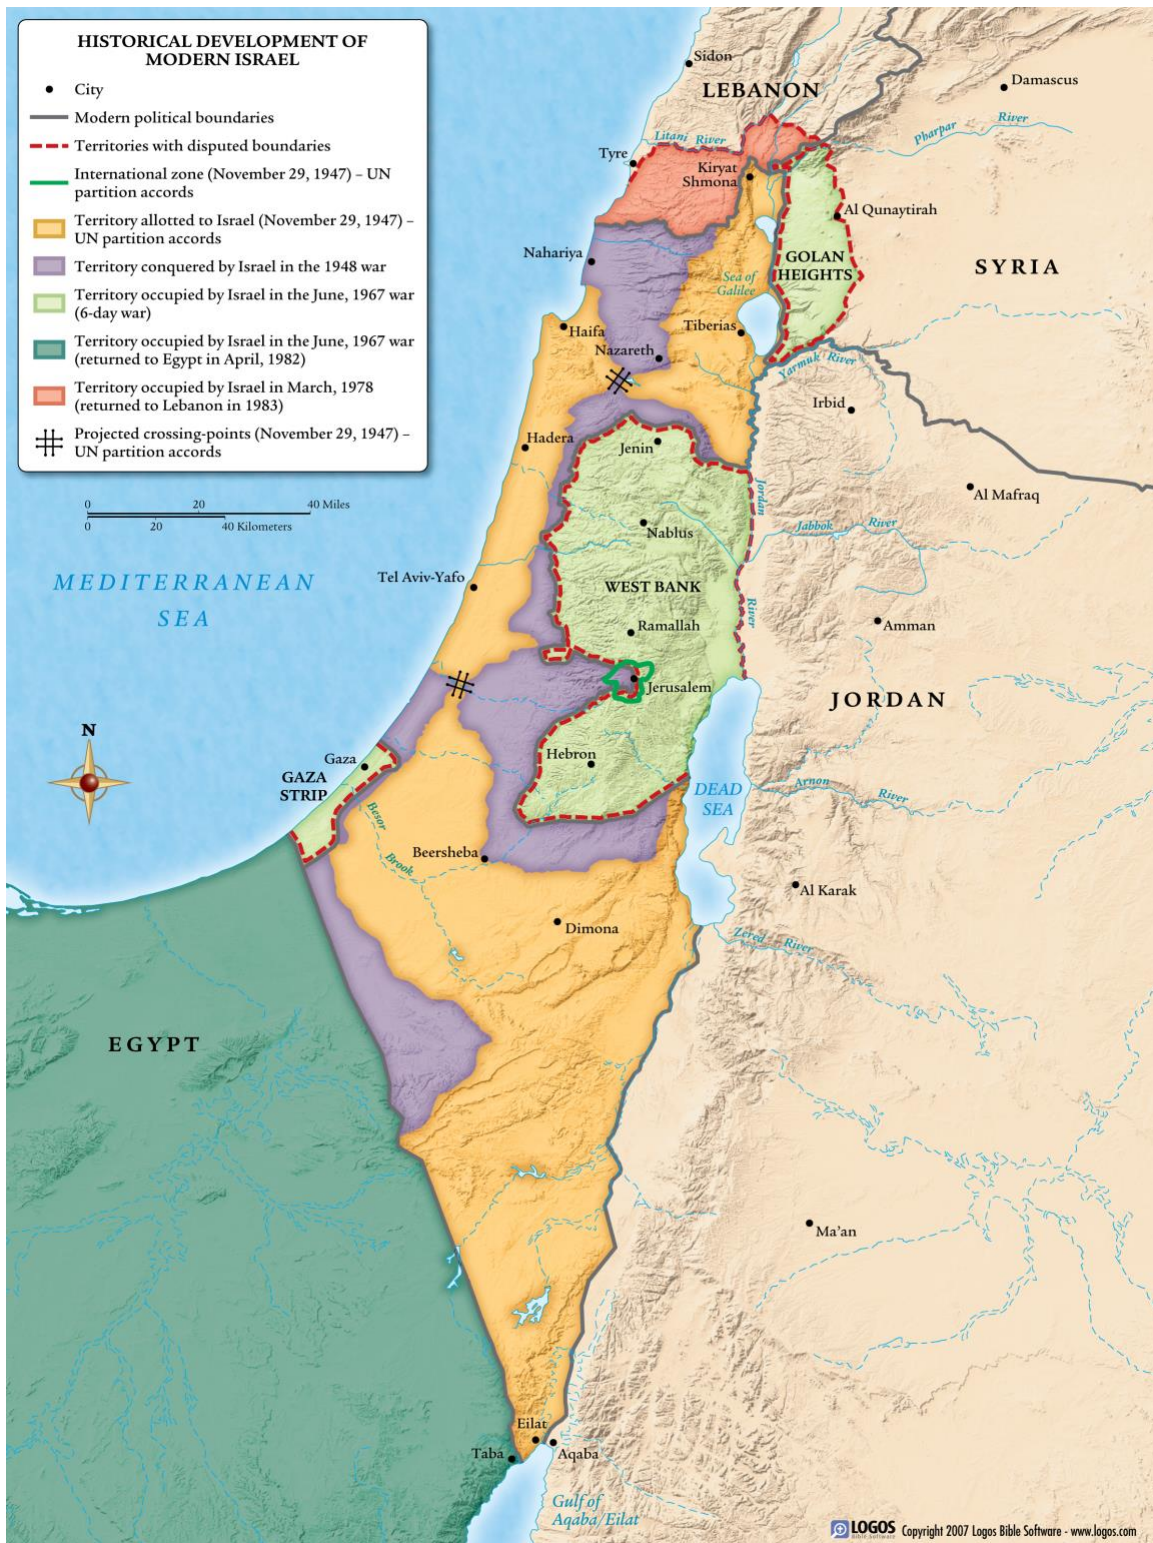 HISTORICAL DEVELOPMENT OF
MODERN ISRAEL
City
Modern political boundaries
Territories with disputed boundaries
International zone (November 29, 1947) – UN
partition accords
Territory allotted to Israel (November 29, 1947) –
UN partition accords
Territory conquered by Israel in the 1948 war
Territory occupied by Israel in the June, 1967 war
(6-day war)
Territory occupied by Israel in the June, 1967 war
(returned to Egypt in April, 1982)
Territory occupied by Israel in March, 1978
(returned to Lebanon in 1983)
Projected crossing-points (November 29, 1947) –
UN partition accords
0 20 40 Miles
0 20 40 Kilometers
Sidon
LEBANON
Damascus
Pharpar River
Litani River
Tyre
Kiryat
Shmona
Al Qunaytirah
Nahariya
GOLAN
HEIGHTS
SYRIA
Sea of
Galilee
Haifa
Tiberias
Nazareth
Yarmuk River
Irbid
Hadera
Jenin
Al Mafraq
Jordan
River
Jabbok River
Nablus
MEDITERRANEAN
SEA
Tel Aviv-Yafo
WEST BANK
Ramallah
Amman
Jerusalem
JORDAN
N
Hebron
Gaza
GAZA
STRIP
DEAD
SEA
Arnon River
Besor
Brook
Beersheba
Al Karak
Dimona
Zered River
EGYPT
Ma'an
Eilat
Taba
Aqaba
Gulf of
Aqaba/Eilat
LOGOS
Bible Software
Copyright 2007 Logos Bible Software - www.logos.com